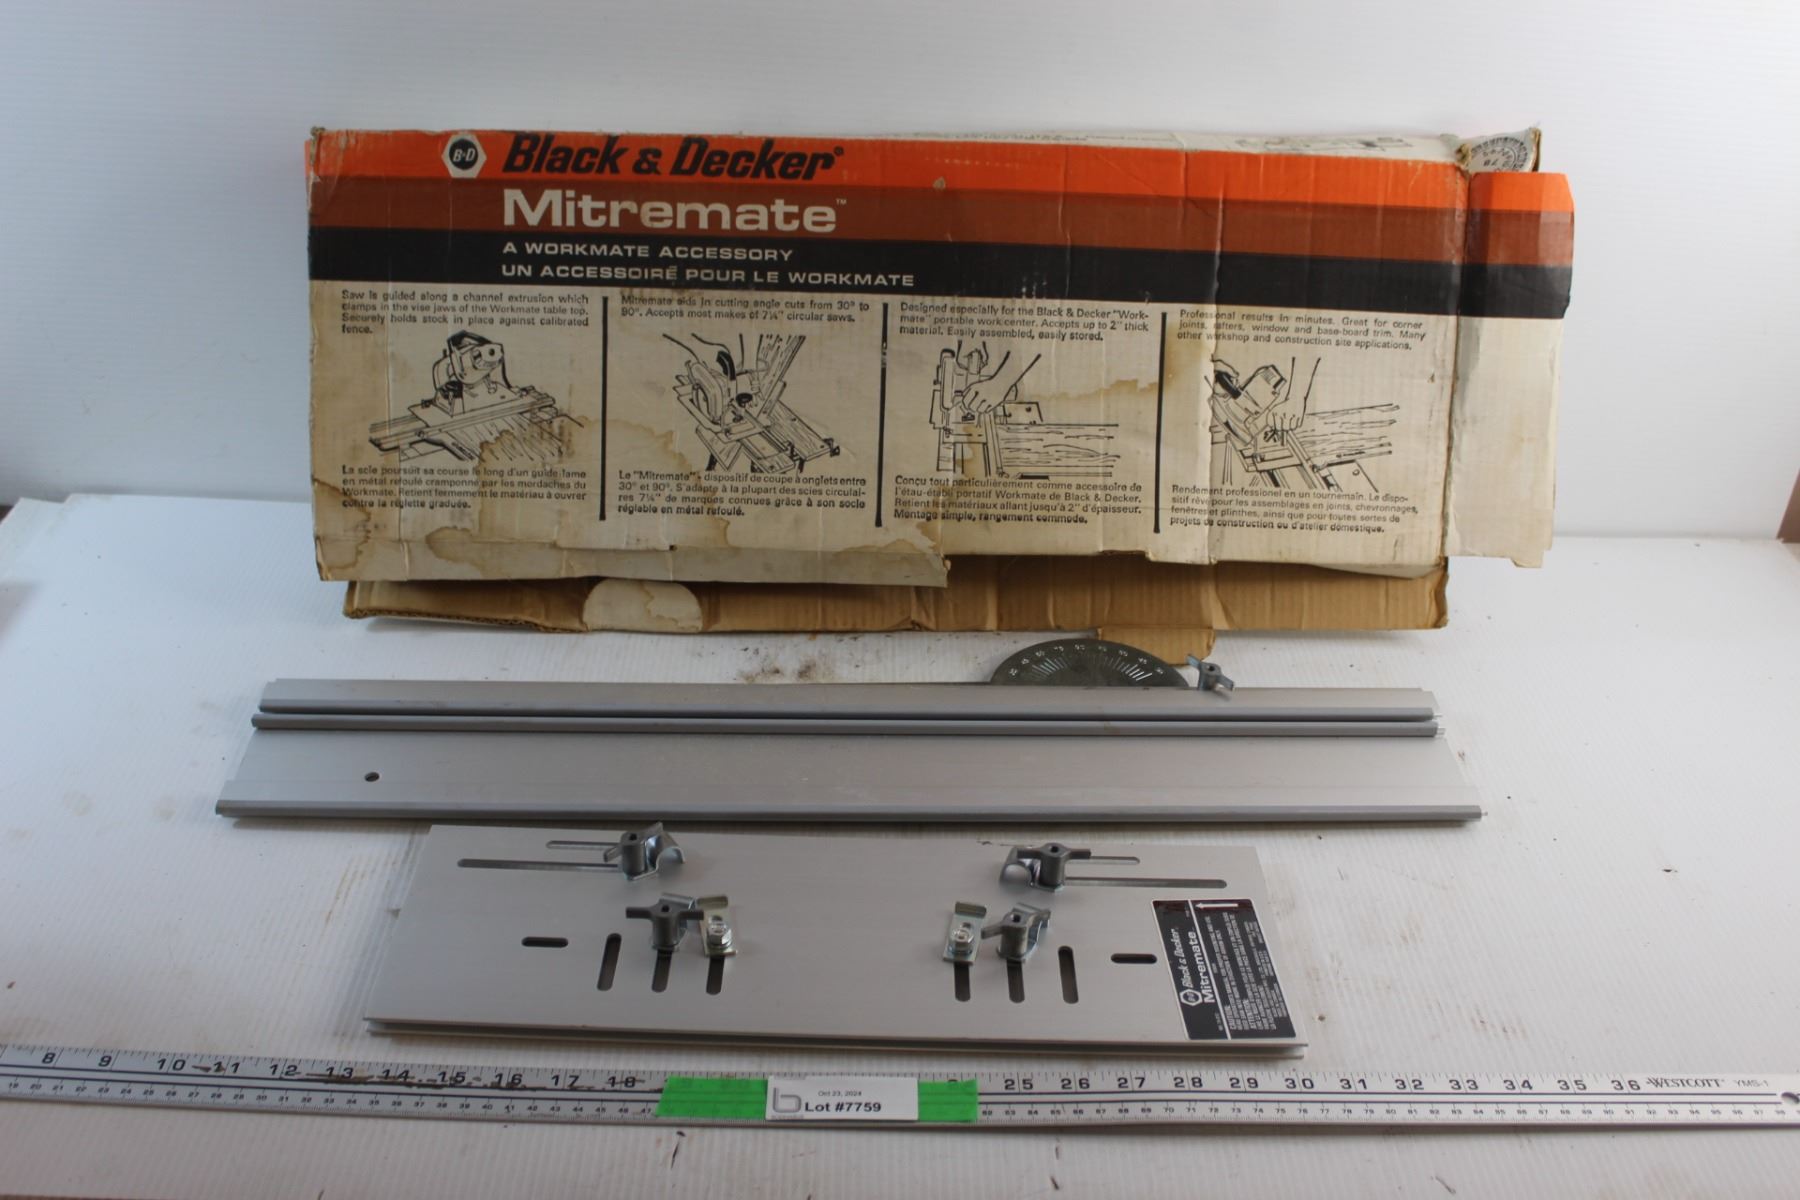 B&D Black & Decker®
Mitremate™
A WORKMATE ACCESSORY
UN ACCESSOIRE POUR LE WORKMATE
Saw is guided along a channel extrusion which
clamps in the vise jaws of the Workmate table top.
Securely holds stock in place against calibrated
fence.
La scie poursuit sa course le long d'un guide-lame
en métal refoulé cramponné par les mordaches du
Workmate. Retient fermement le matériau à ouvrer
contre la réglette graduée.
Mitremate aids in cutting angle cuts from 30° to
90°. Accepts most makes of 7¼" circular saws.
Le "Mitremate" - dispositif de coupe à onglets entre
30° et 90°. S'adapte à la plupart des scies circulai-
res 7¼" de marques connues grâce à son socle
réglable en métal refoulé.
Designed especially for the Black & Decker "Work-
mate" portable work center. Accepts up to 2" thick
material. Easily assembled, easily stored.
Conçu tout particulièrement comme accessoire de
l'étau-établi portatif Workmate de Black & Decker.
Retient les matériaux allant jusqu'à 2" d'épaisseur.
Montage simple, rangement commode.
Professional results in minutes. Great for corner
joints, rafters, window and base-board trim. Many
other workshop and construction site applications.
Rendement professionnel en un tournemain. Le dispo-
sitif rêvé pour les assemblages en joints, chevronnages,
fenêtres et plinthes, ainsi que pour toutes sortes de
projets de construction ou d'atelier domestique.
B&D Black & Decker
Mitremate
CAUTION:
ATTENTION:
8 9 10 11 12 13 14 15 16 17 18 25 26 27 28 29 30 31 32 33 34 35 36 WESTCOTT YMS-1
Oct 23, 2024
Lot #7759